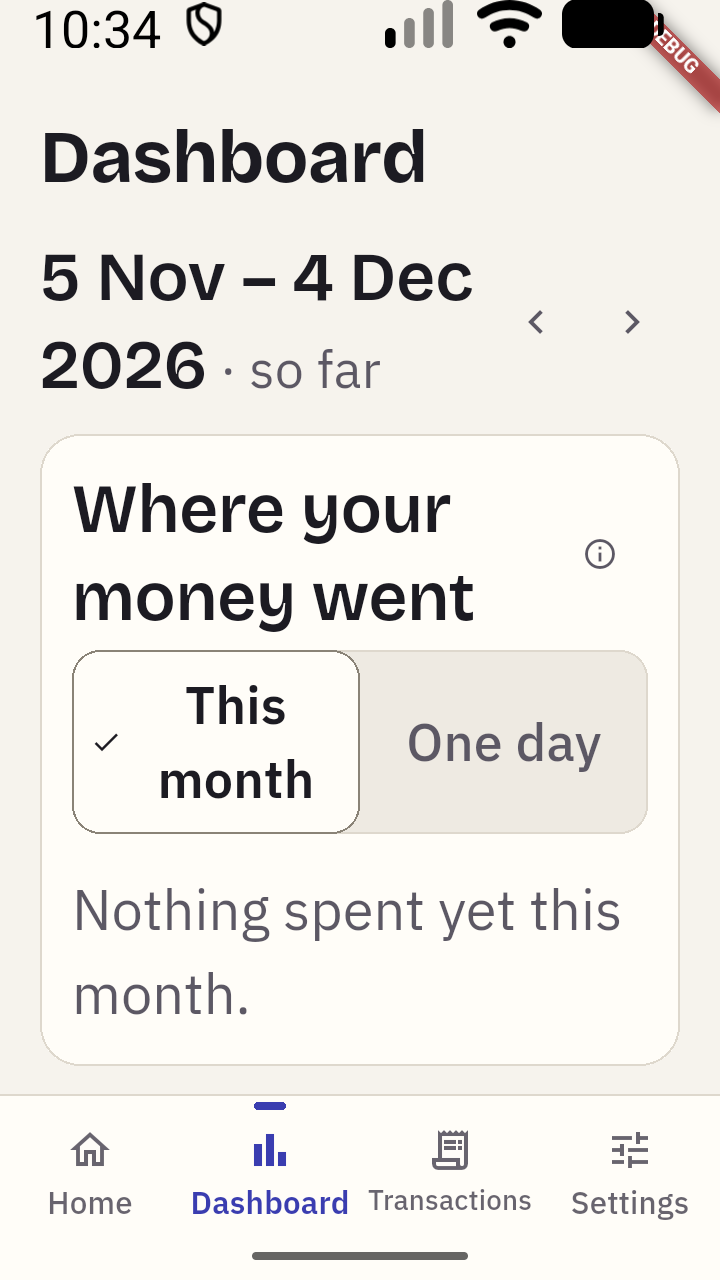 10:34
DEBUG
Dashboard
5 Nov – 4 Dec
2026 · so far
Where your
money went
This
month
One day
Nothing spent yet this
month.
Home
Dashboard
Transactions
Settings